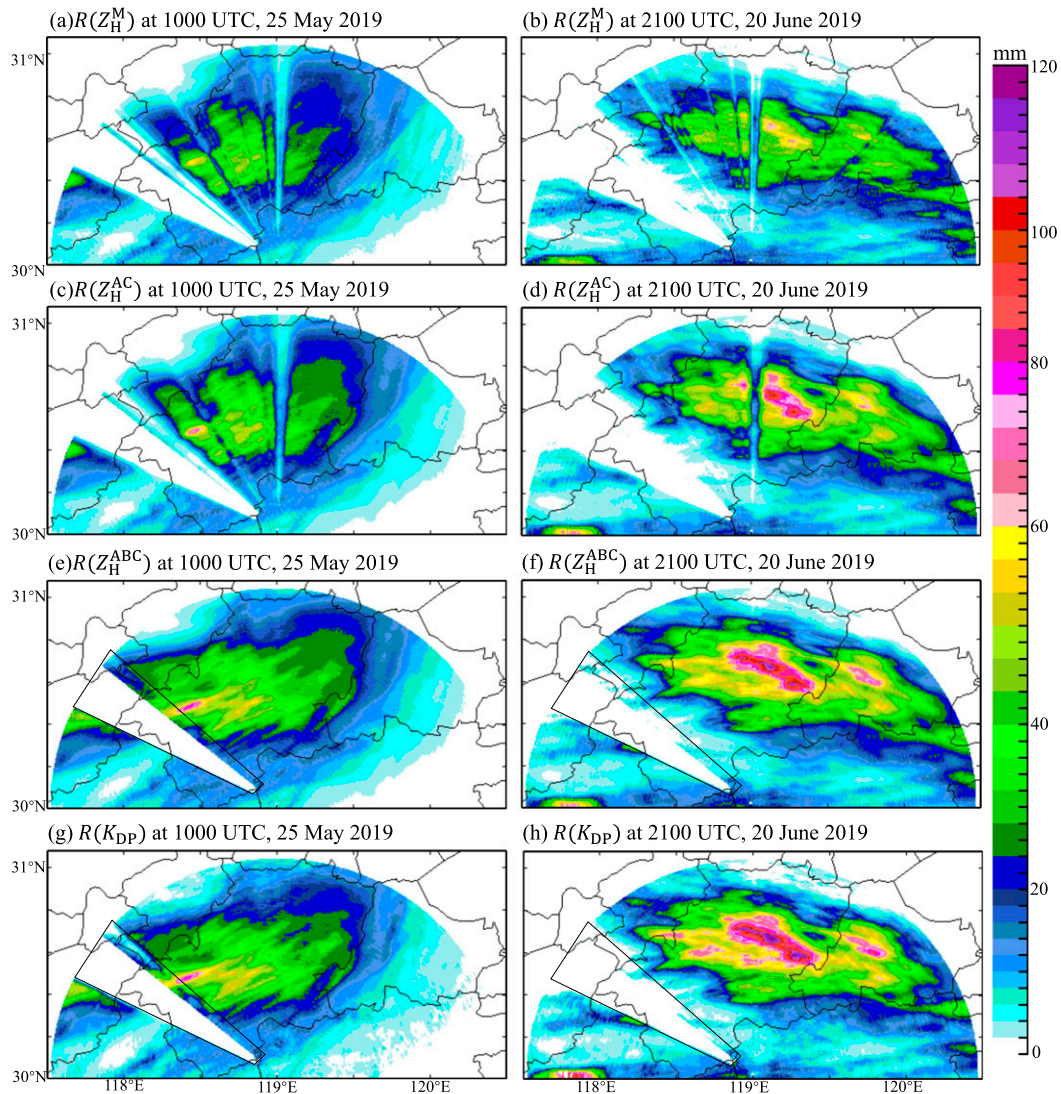 (a)R(Z_H^M) at 1000 UTC, 25 May 2019
(b) R(Z_H^M) at 2100 UTC, 20 June 2019
mm
120
100
80
60
40
20
0
31°N
30°N
(c)R(Z_H^AC) at 1000 UTC, 25 May 2019
(d) R(Z_H^AC) at 2100 UTC, 20 June 2019
31°N
30°N
(e)R(Z_H^ABC) at 1000 UTC, 25 May 2019
(f) R(Z_H^ABC) at 2100 UTC, 20 June 2019
31°N
30°N
(g) R(K_DP) at 1000 UTC, 25 May 2019
(h) R(K_DP) at 2100 UTC, 20 June 2019
31°N
30°N
118°E 119°E 120°E
118°E 119°E 120°E